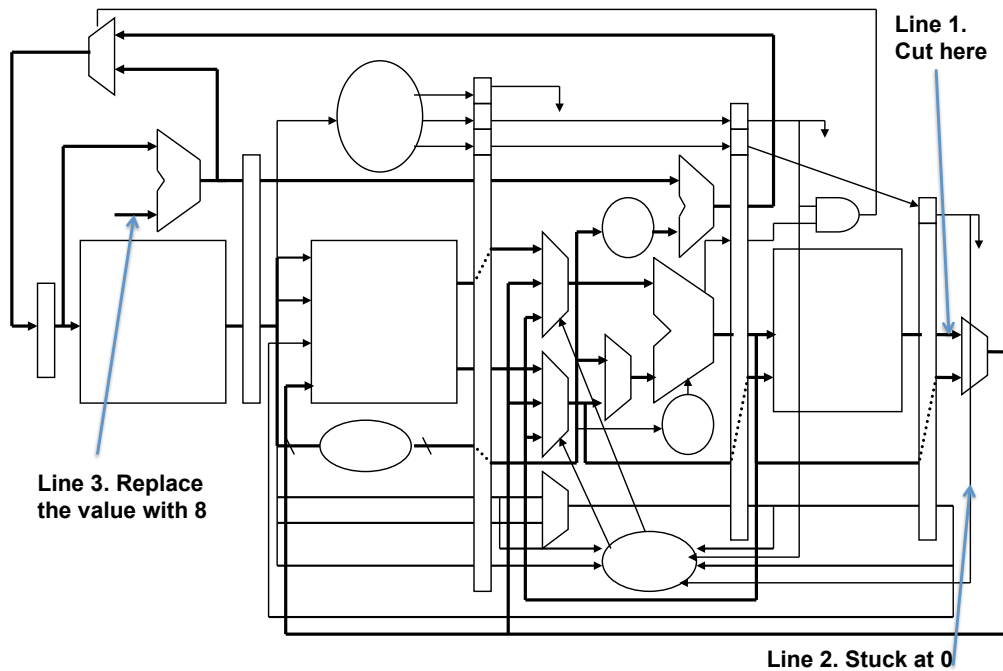 Line 1.
Cut here
Line 3. Replace
the value with 8
Line 2. Stuck at 0